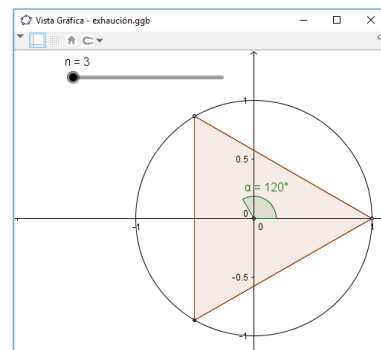 Vista Gráfica - exhaución.ggb
n = 3
1
0.5
α = 120°
0
-1
0
1
-0.5
-1